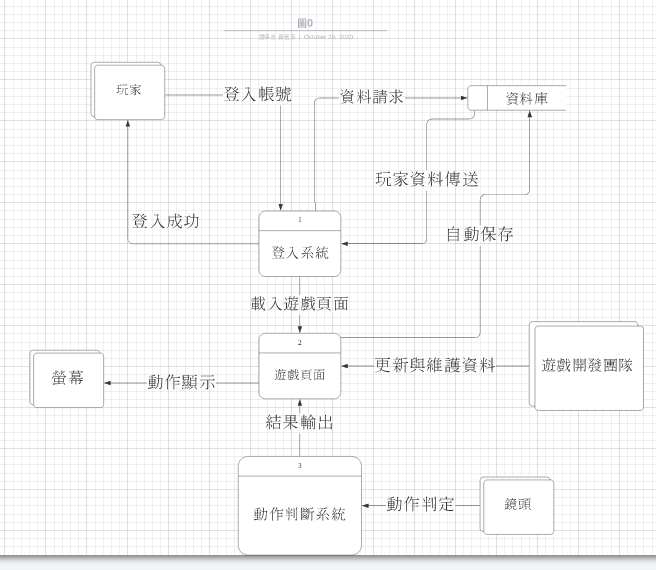 圖0
October 29, 2020
玩家
登入帳號
資料請求
資料庫
玩家資料傳送
登入成功
1
自動保存
登入系統
載入遊戲頁面
2
螢幕
動作顯示
遊戲頁面
更新與維護資料
遊戲開發團隊
結果輸出
3
動作判斷系統
動作判定
鏡頭